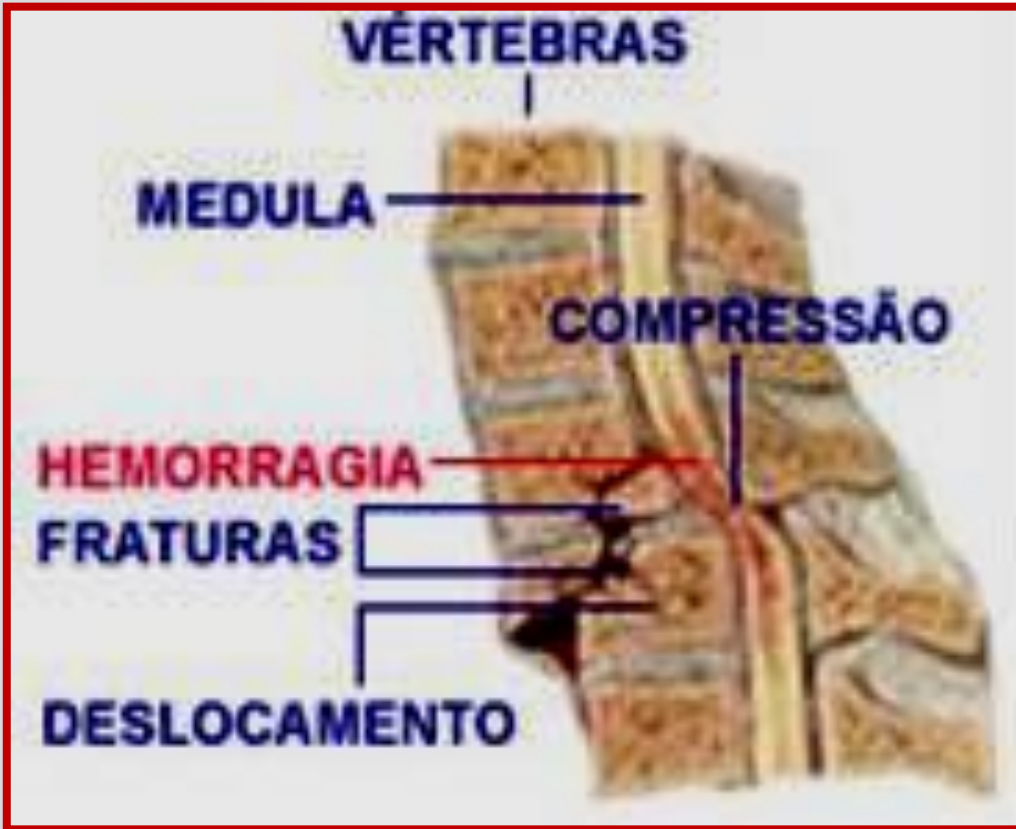 VÉRTEBRAS
MEDULA
COMPRESSÃO
HEMORRAGIA
FRATURAS
DESLOCAMENTO